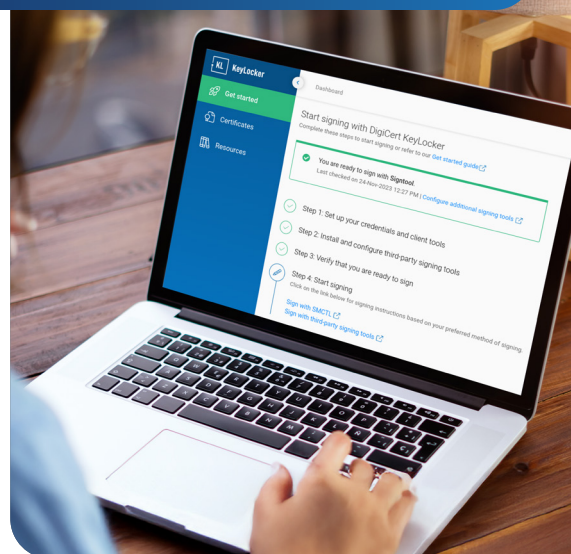 KL KeyLocker
Get started
Certificates
Resources
Dashboard
Start signing with DigiCert KeyLocker
Complete these steps to start signing or refer to our Get started guide
You are ready to sign with Signtool.
Last checked on 24-Nov-2023 12:27 PM | Configure additional signing tools
Step 1: Set up your credentials and client tools
Step 2: Install and configure third-party signing tools
Step 3: Verify that you are ready to sign
Step 4: Start signing
Click on the link below for signing instructions based on your preferred method of signing.
Sign with SMCTL
Sign with third-party signing tools